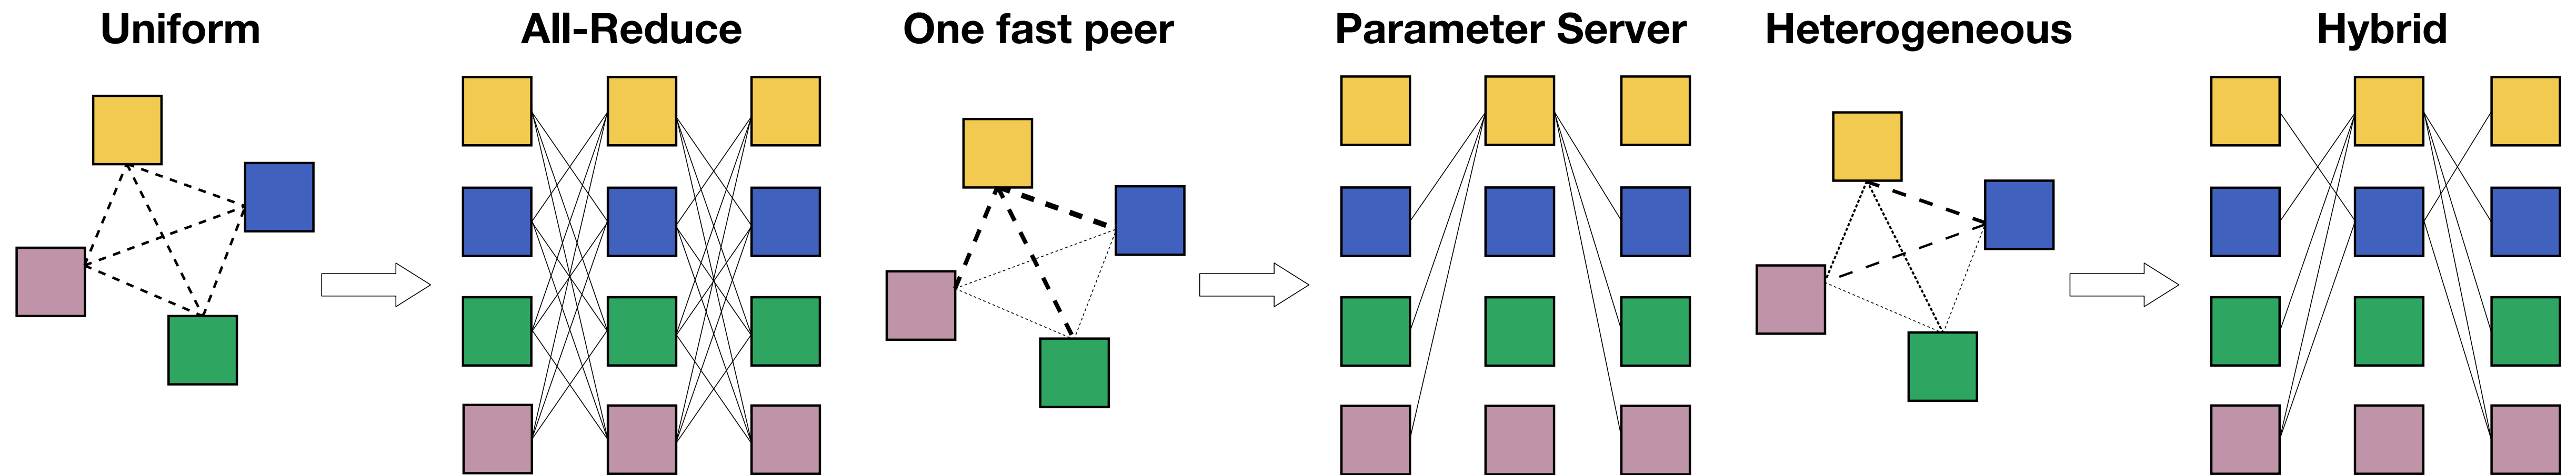 Uniform
All-Reduce
One fast peer
Parameter Server
Heterogeneous
Hybrid